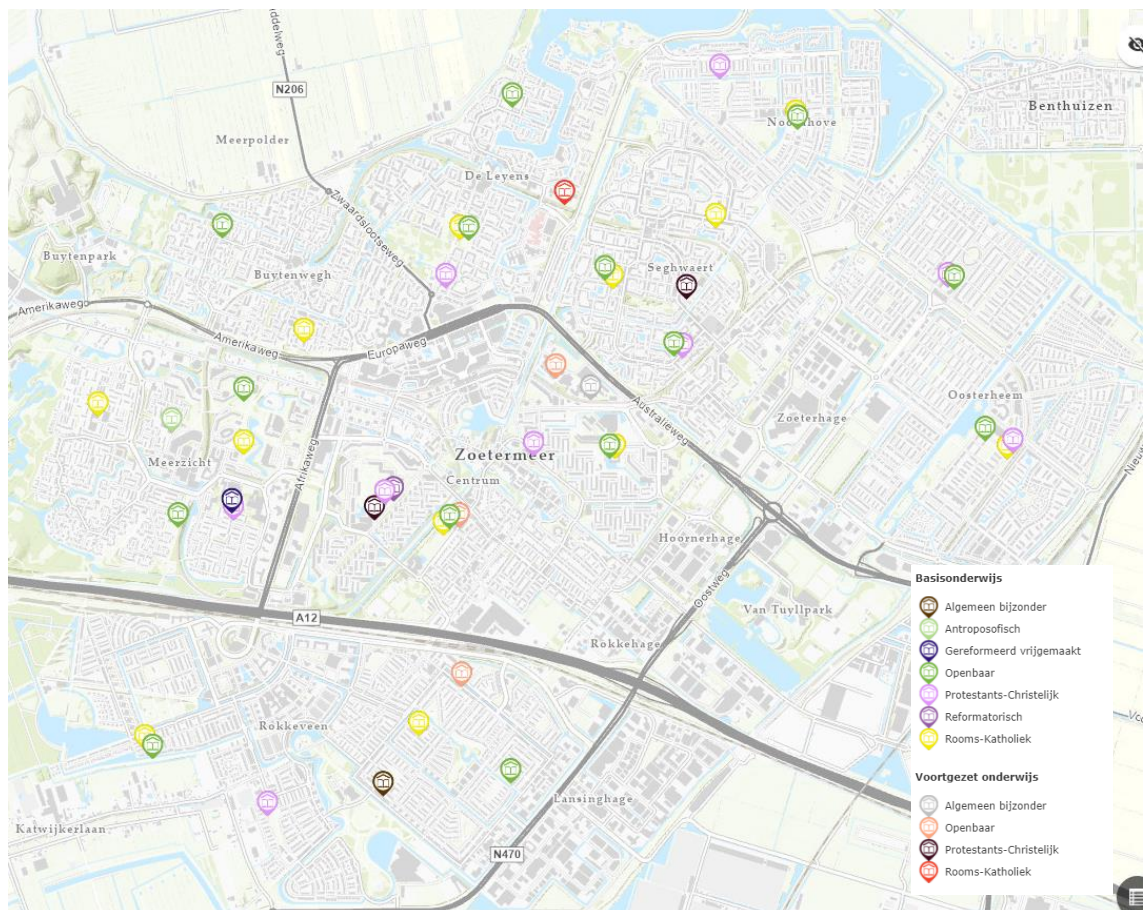 ddelweg
N206
Meerpolder
Benthuizen
De Leyens
Zwaardslootseweg
Buytenpark
Buytenwegh
Seghwaert
Amerikaweg
Amerikaweg
Europaweg
Australieweg
Afrikaweg
Zoeterhage
Oosterheem
Meerzicht
Zoetermeer
Centrum
Nieuw
Hoornerhage
Oostweg
Van Tuyllpark
A12
Rokkehage
Rokkeveen
Lansinghage
Katwijkerlaan
N470
Basisonderwijs
Algemeen bijzonder
Antroposofisch
Gereformeerd vrijgemaakt
Openbaar
Protestants-Christelijk
Reformatorisch
Rooms-Katholiek
Voortgezet onderwijs
Algemeen bijzonder
Openbaar
Protestants-Christelijk
Rooms-Katholiek